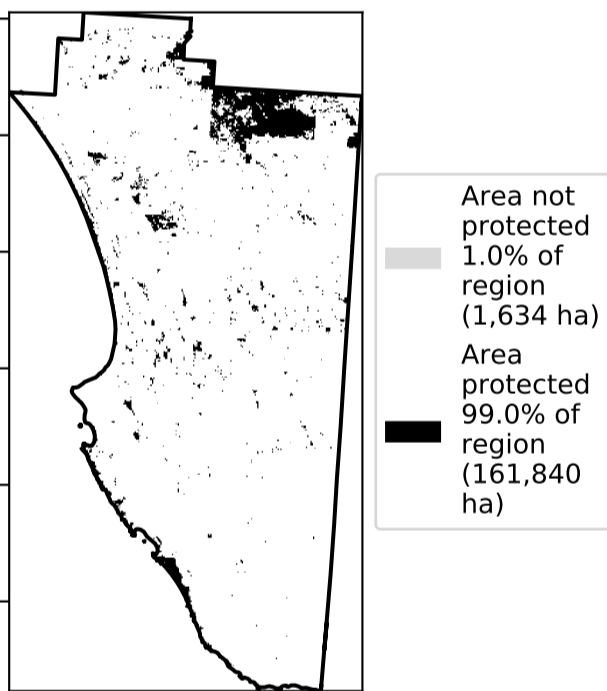 Area not
protected
1.0% of
region
(1,634 ha)
Area
protected
99.0% of
region
(161,840
ha)